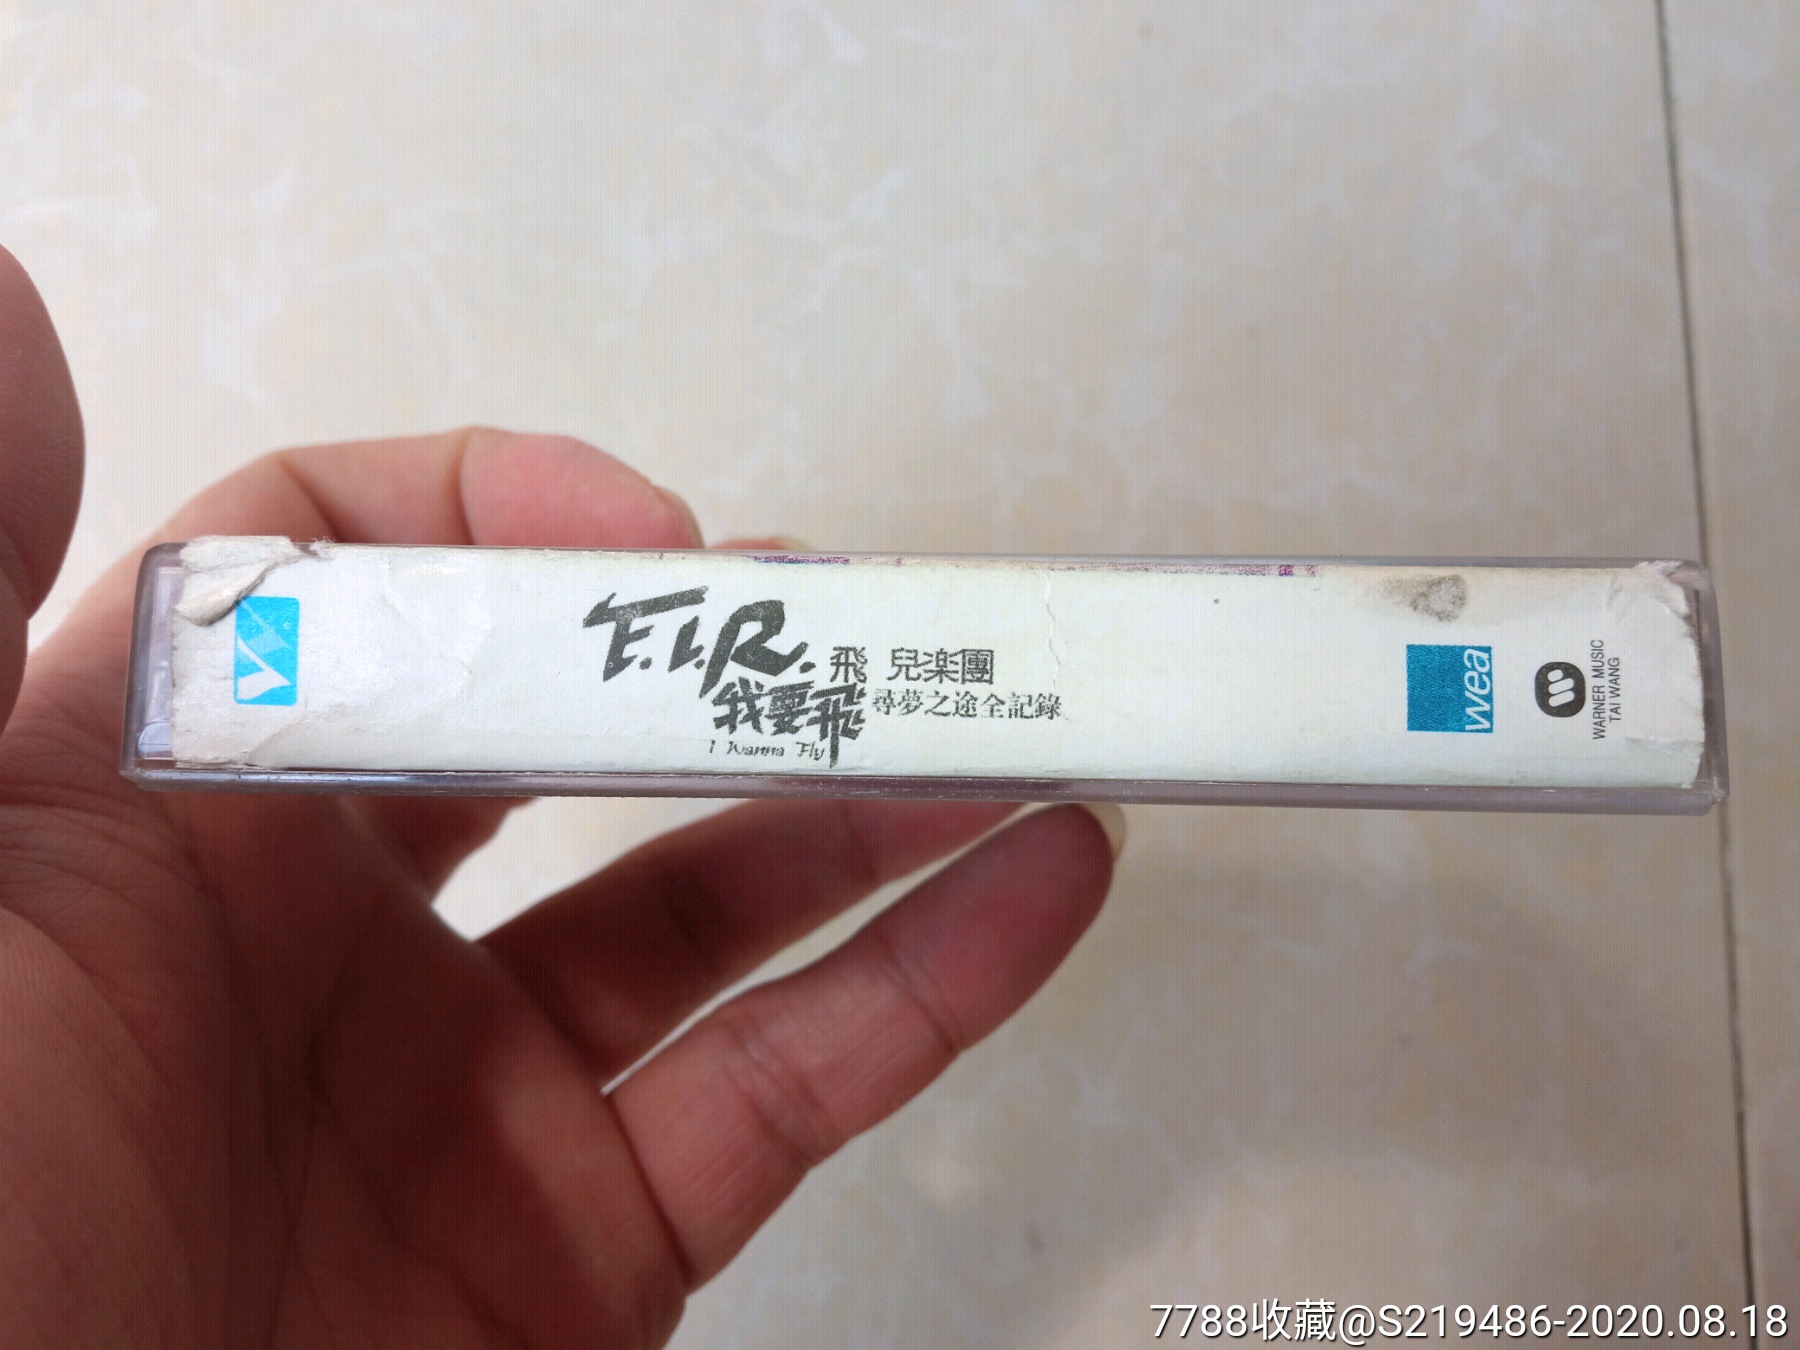 F.I.R.飛 兒楽團
我要飛 尋夢之途全記錄
I Wanna Fly
wea
WARNER MUSIC
TAI WANG
7788收藏@S219486-2020.08.18